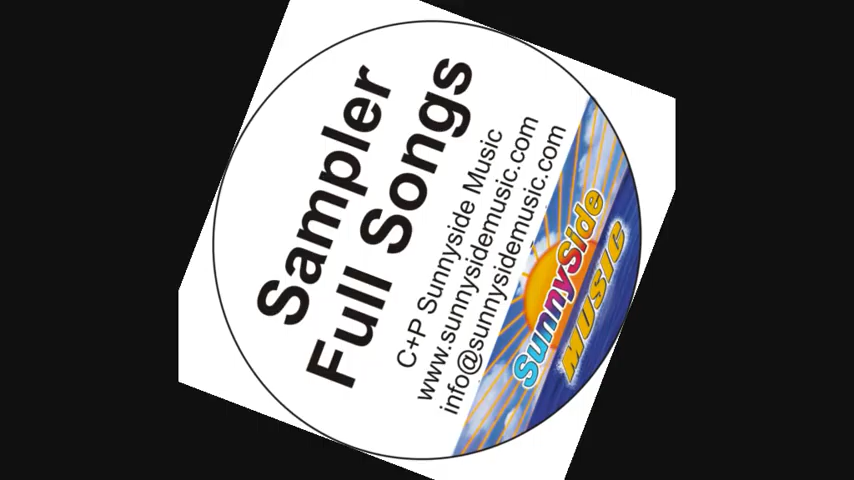 Sampler
Full Songs
C+P Sunnyside Music
www.sunnysidemusic.com
info@sunnysidemusic.com
SunnySide
MUSIC